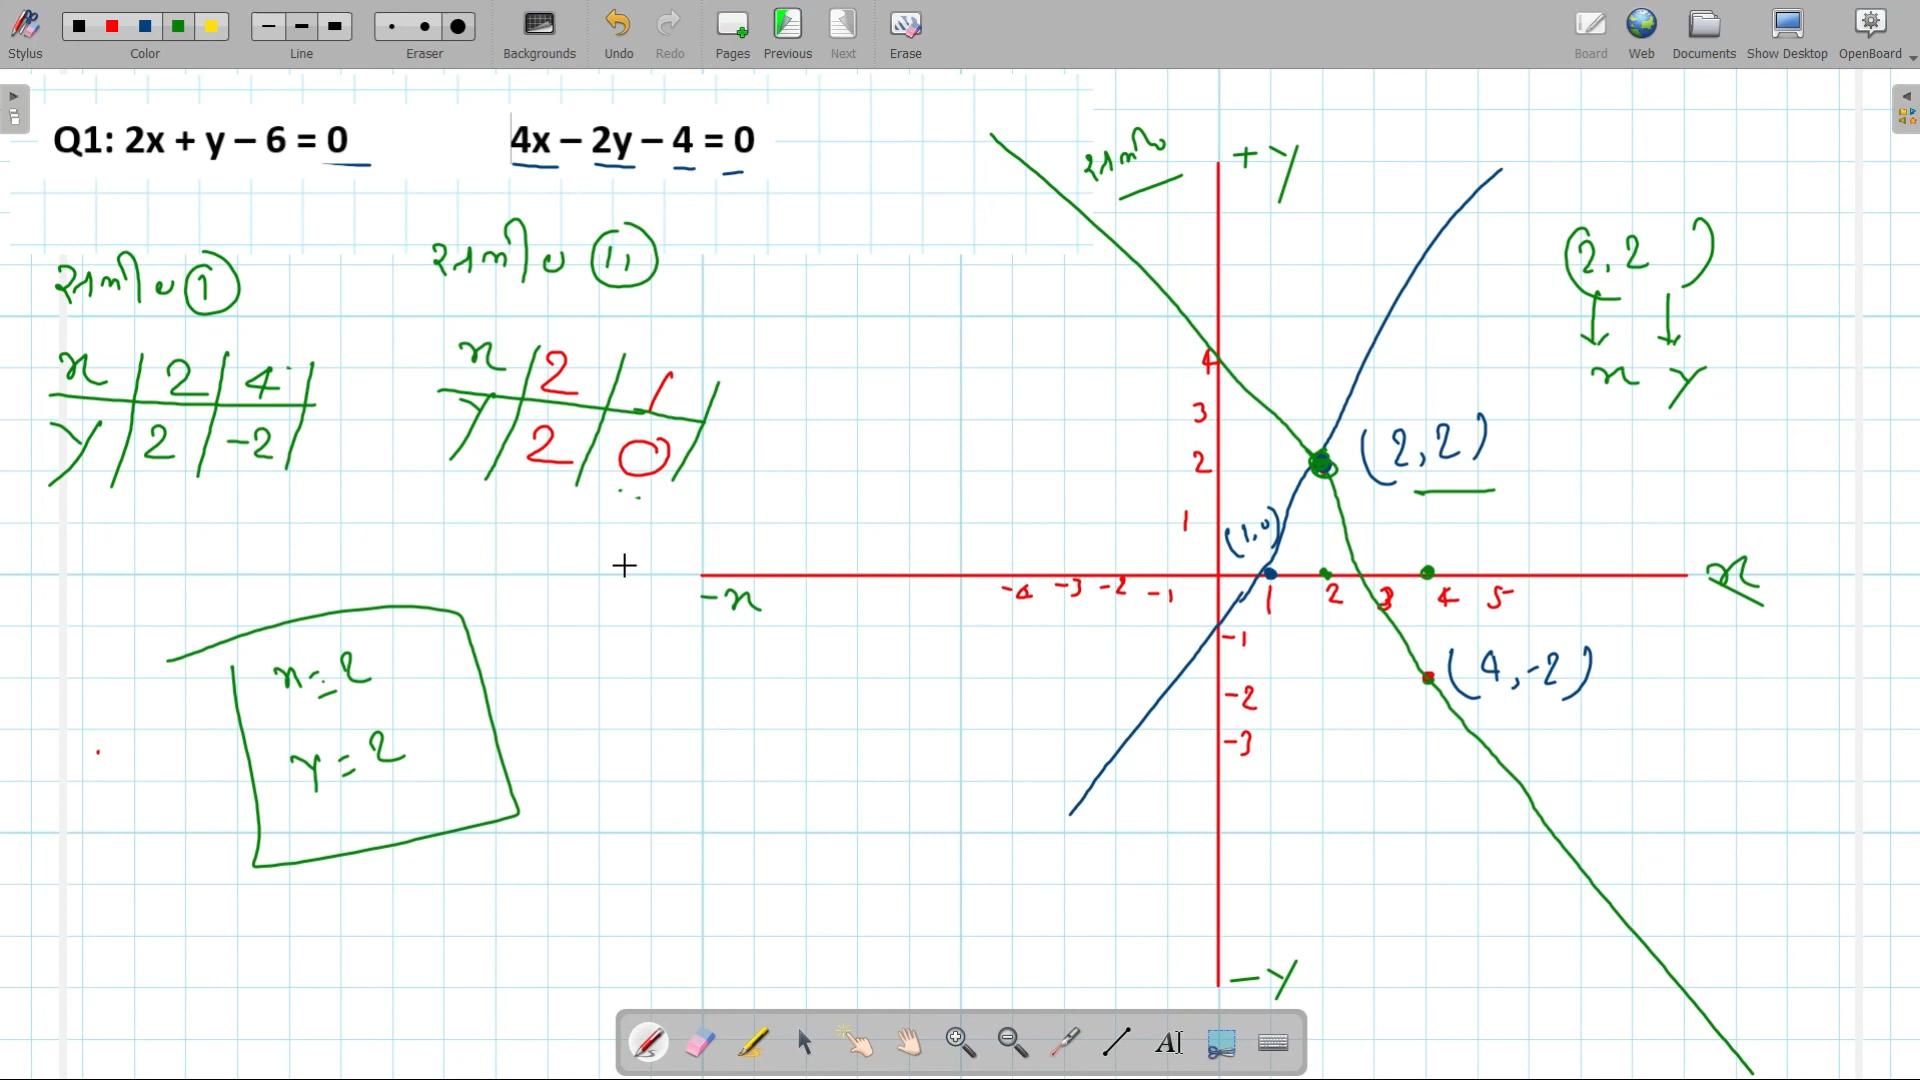 Stylus Color Line Eraser Backgrounds Undo Redo Pages Previous Next Erase Board Web Documents Show Desktop OpenBoard
Q1: 2x + y – 6 = 0
4x – 2y – 4 = 0
x 2 4
y 2 -2
x 2 1
y 2 0
x = 2
y = 2
+ y
(2, 2 )
x y
4
3
2
1
(2, 2)
(1, 0)
- x
-4 -3 -2 -1 1 2 3 4 5
x
-1
-2
-3
(4, -2)
- y